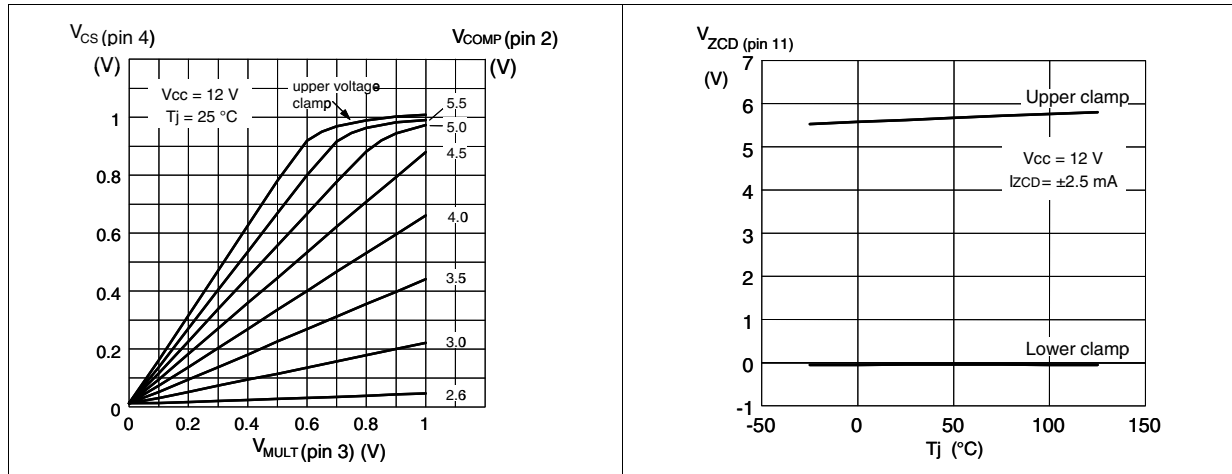 VCS (pin 4)
(V)
VCOMP (pin 2)
(V)
Vcc = 12 V
Tj = 25 °C
upper voltage
clamp
5.5
5.0
4.5
4.0
3.5
3.0
2.6
1
0.8
0.6
0.4
0.2
0
0 0.2 0.4 0.6 0.8 1
VMULT (pin 3) (V)
VZCD (pin 11)
(V)
7
6
5
4
3
2
1
0
-1
Upper clamp
Vcc = 12 V
IZCD = ±2.5 mA
Lower clamp
-50 0 50 100 150
Tj (°C)